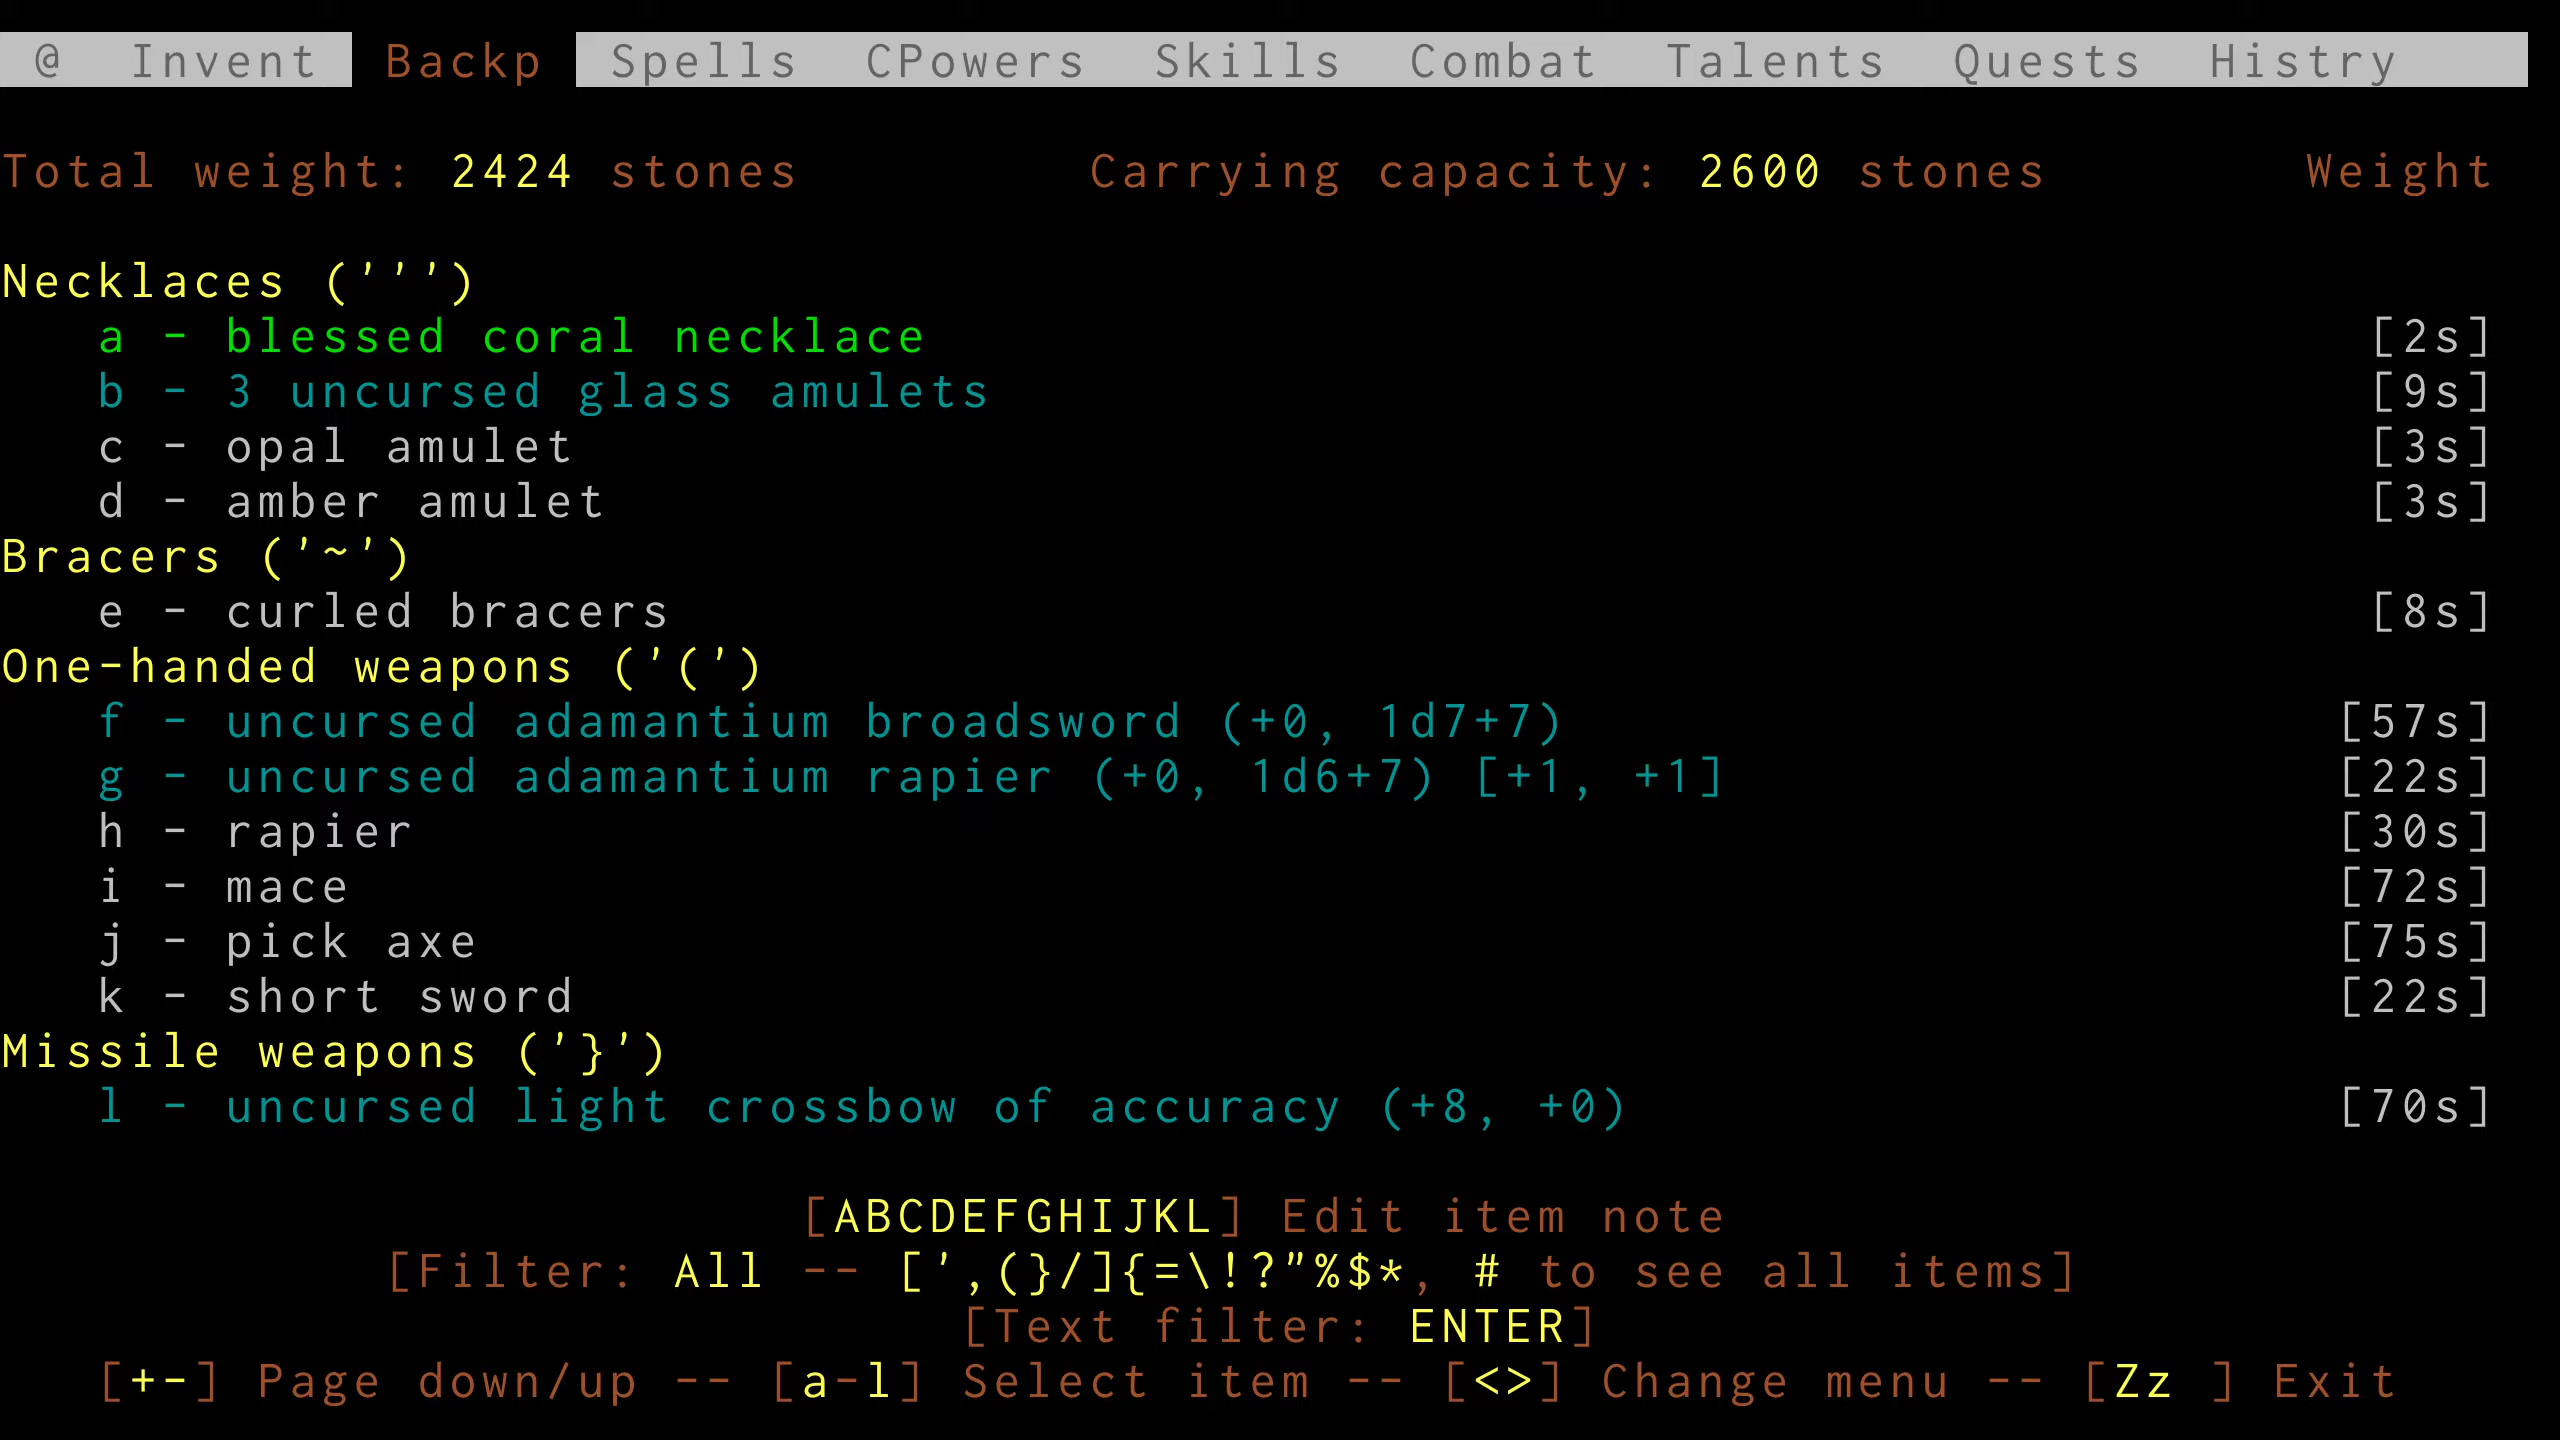 @ Invent Backp Spells CPowers Skills Combat Talents Quests Histry
Total weight: 2424 stones Carrying capacity: 2600 stones Weight
Necklaces (''')
a - blessed coral necklace [2s]
b - 3 uncursed glass amulets [9s]
c - opal amulet [3s]
d - amber amulet [3s]
Bracers ('~')
e - curled bracers [8s]
One-handed weapons ('(')
f - uncursed adamantium broadsword (+0, 1d7+7) [57s]
g - uncursed adamantium rapier (+0, 1d6+7) [+1, +1] [22s]
h - rapier [30s]
i - mace [72s]
j - pick axe [75s]
k - short sword [22s]
Missile weapons ('}')
l - uncursed light crossbow of accuracy (+8, +0) [70s]
[ABCDEFGHIJKL] Edit item note
[Filter: All -- [',(}/]{=\!?"%$*, # to see all items]
[Text filter: ENTER]
[+-] Page down/up -- [a-l] Select item -- [<>] Change menu -- [Zz ] Exit